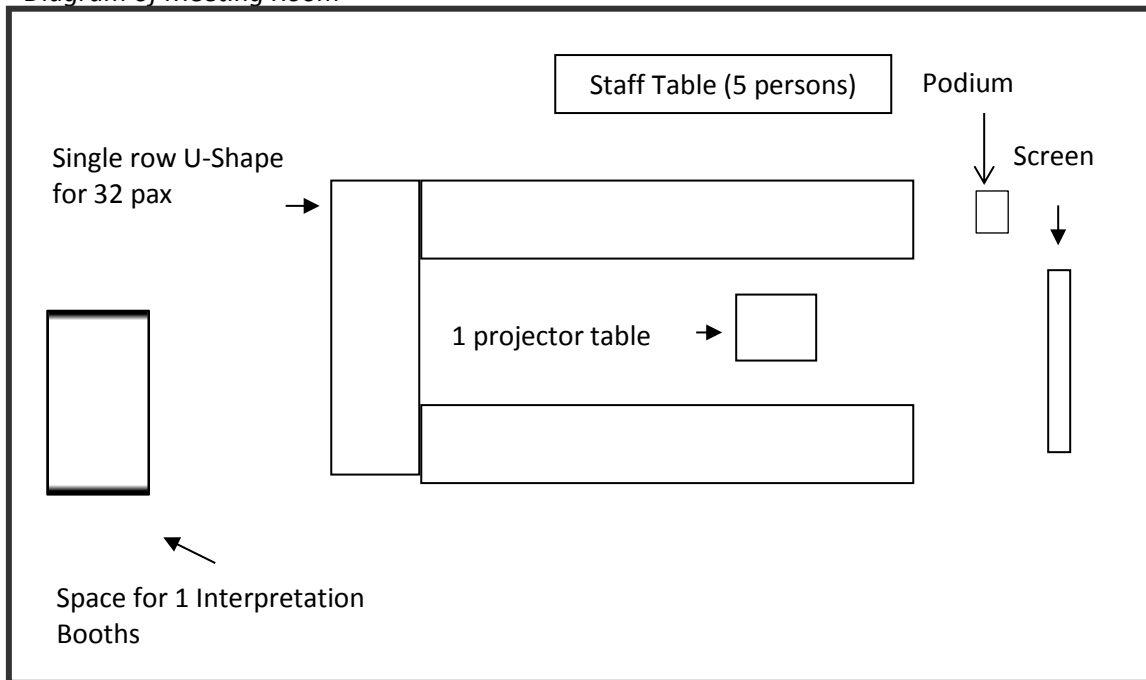 Diagram of Meeting Room
Staff Table (5 persons)
Podium
Single row U-Shape
for 32 pax
Screen
1 projector table
Space for 1 Interpretation
Booths